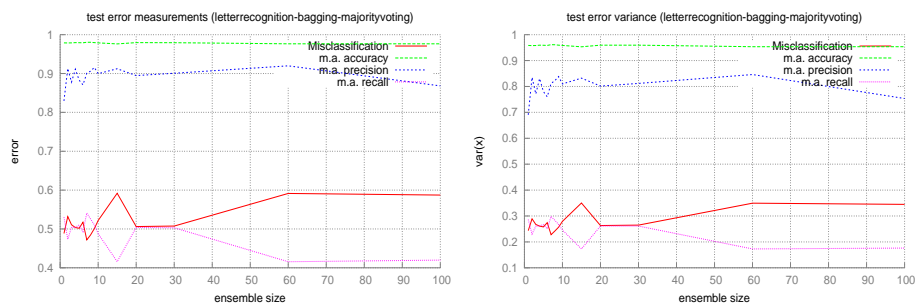 test error measurements (letterrecognition-bagging-majorityvoting)
1
0.9
0.8
0.7
0.6
0.5
0.4
0
10
20
30
40
50
60
70
80
90
100
error
ensemble size
Misclassification
m.a. accuracy
m.a. precision
m.a. recall
test error variance (letterrecognition-bagging-majorityvoting)
1
0.9
0.8
0.7
0.6
0.5
0.4
0.3
0.2
0.1
0
10
20
30
40
50
60
70
80
90
100
var(x)
ensemble size
Misclassification
m.a. accuracy
m.a. precision
m.a. recall